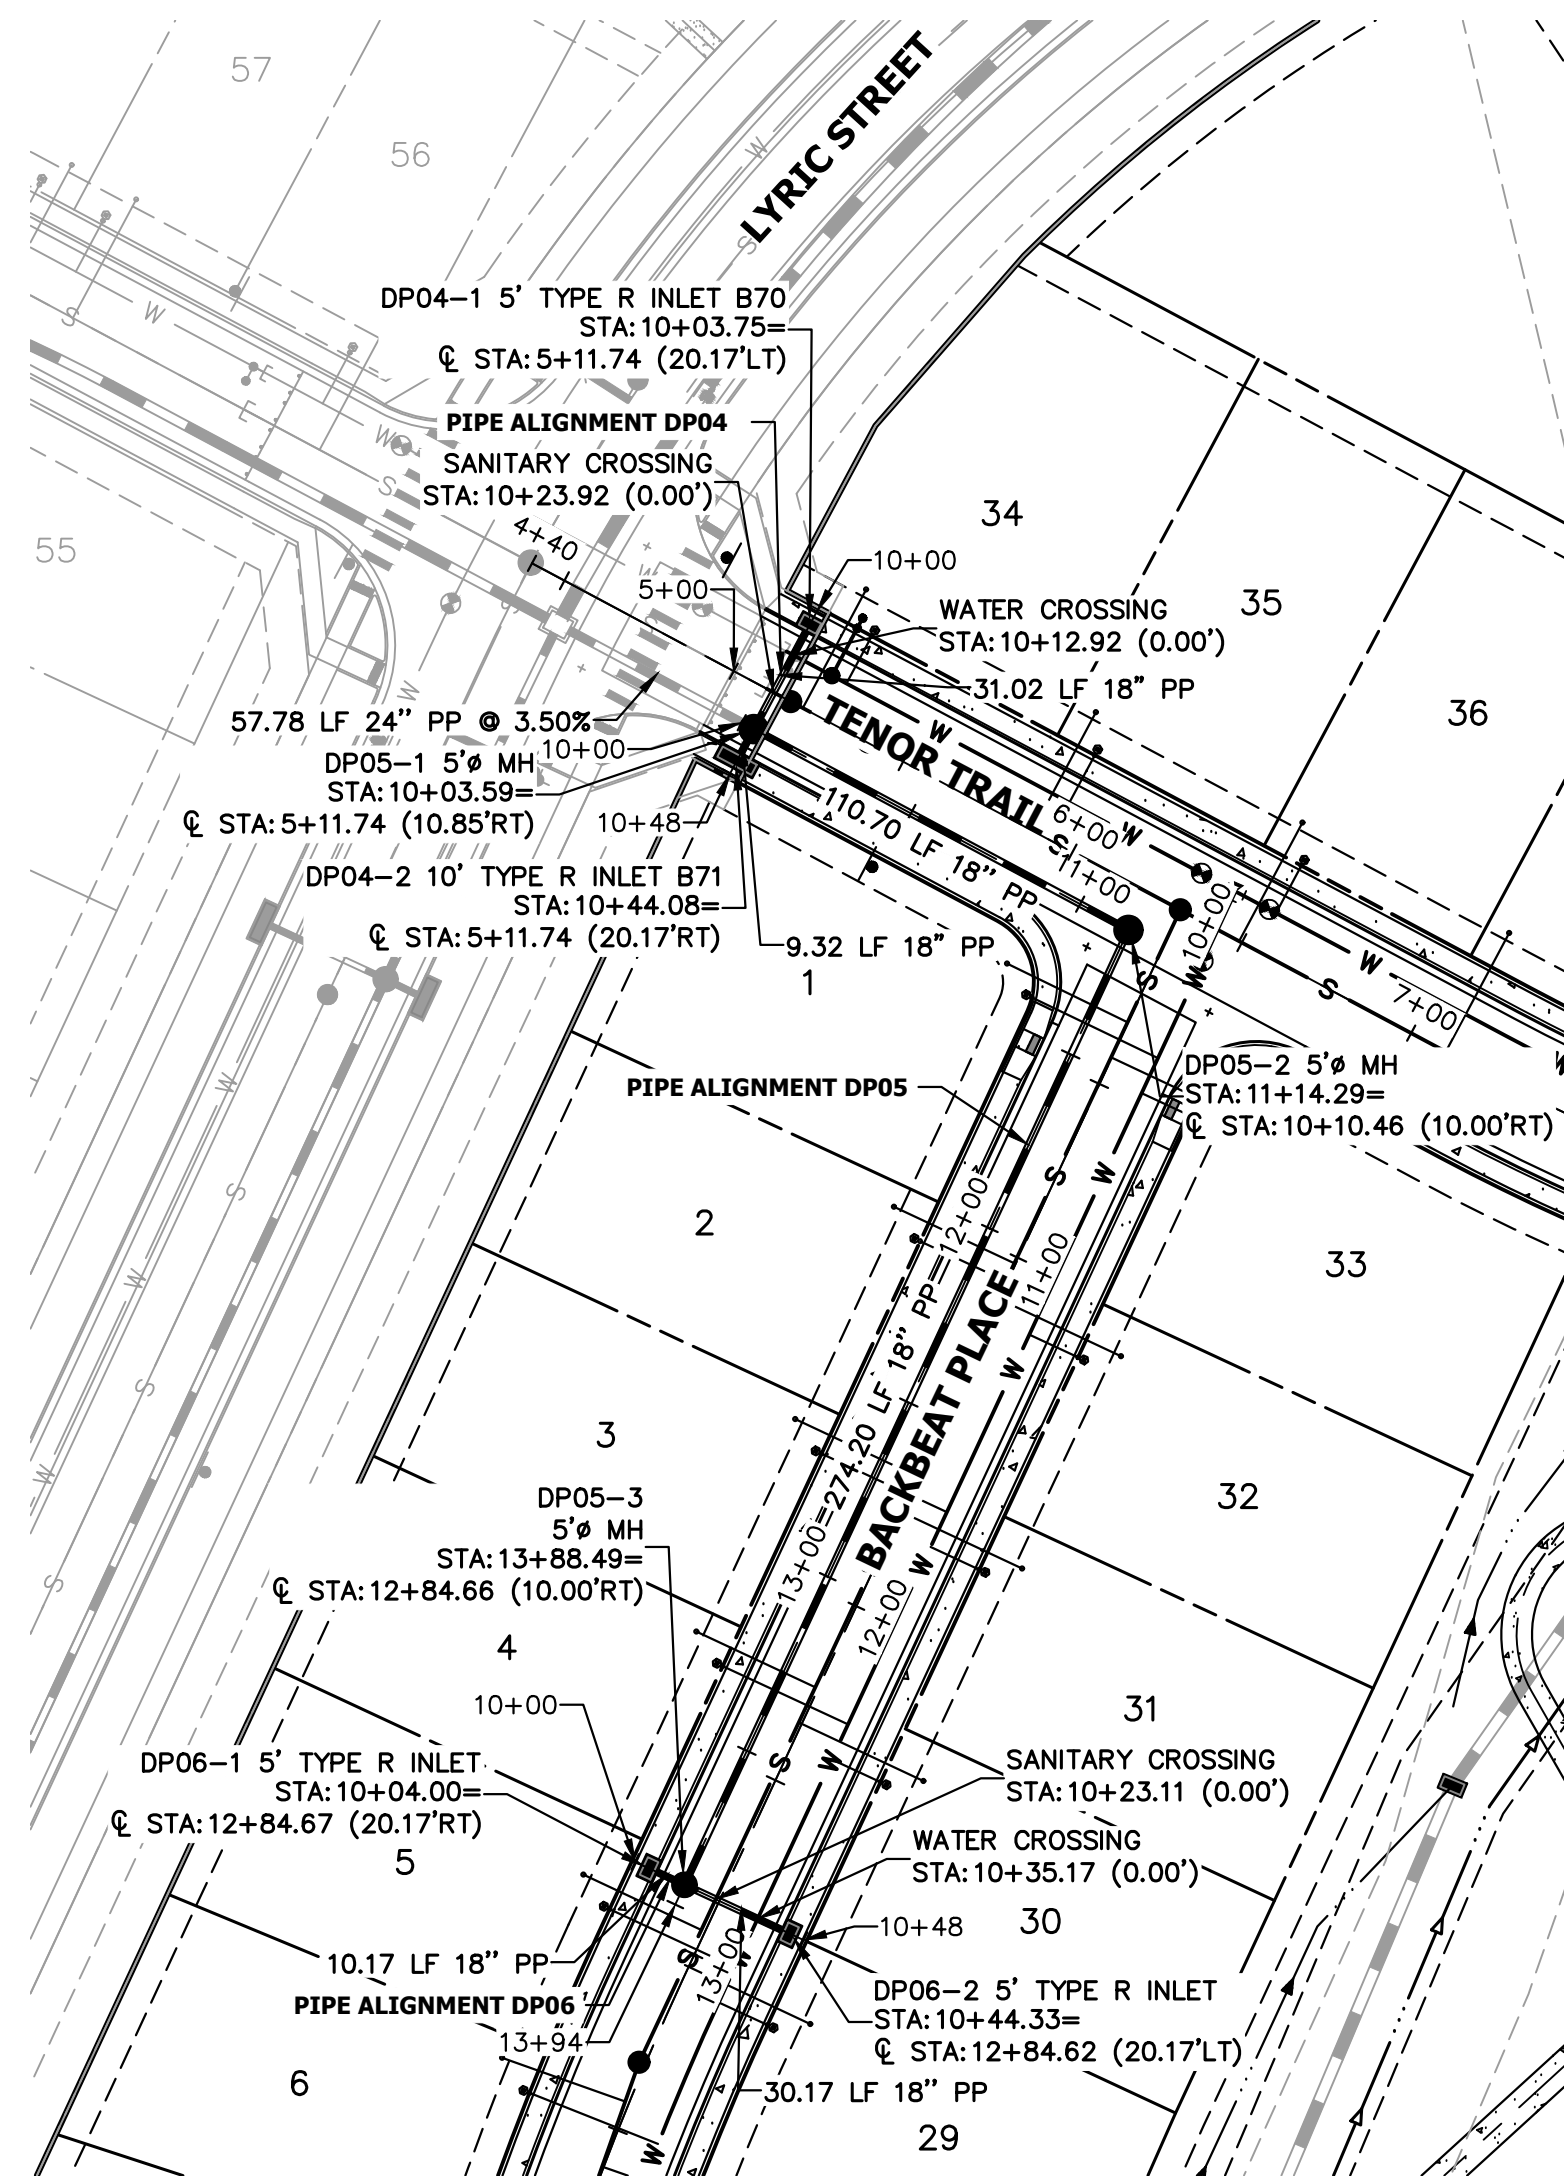 57
56
55
LYRIC STREET
W
S
DP04-1 5' TYPE R INLET B70
STA:10+03.75=
℄ STA:5+11.74 (20.17'LT)
S
W
E
E
W
S
PIPE ALIGNMENT DP04
SANITARY CROSSING
STA:10+23.92 (0.00')
4+40
5+00
10+00
34
35
36
WATER CROSSING
STA:10+12.92 (0.00')
31.02 LF 18" PP
57.78 LF 24" PP @ 3.50%
10+00
DP05-1 5'ø MH
STA:10+03.59=
℄ STA:5+11.74 (10.85'RT)
10+48
W
TENOR TRAIL
S
6+00
W
110.70 LF 18" PP
11+00
DP04-2 10' TYPE R INLET B71
STA:10+44.08=
℄ STA:5+11.74 (20.17'RT)
9.32 LF 18" PP
10+00
W
S
7+00
W
1
S
W
DP05-2 5'ø MH
STA:11+14.29=
℄ STA:10+10.46 (10.00'RT)
PIPE ALIGNMENT DP05
W
W
S
S
W
W
S
S
W
S
W
2
12+00
11+00
33
BACKBEAT PLACE
W
3
274.20 LF 18" PP
13+00=
32
DP05-3
5'ø MH
STA:13+88.49=
℄ STA:12+84.66 (10.00'RT)
W
12+00
4
10+00
31
DP06-1 5' TYPE R INLET
STA:10+04.00=
℄ STA:12+84.67 (20.17'RT)
S
W
SANITARY CROSSING
STA:10+23.11 (0.00')
5
WATER CROSSING
STA:10+35.17 (0.00')
10+48
30
10.17 LF 18" PP
PIPE ALIGNMENT DP06
13+94
S
W
13+00
DP06-2 5' TYPE R INLET
STA:10+44.33=
℄ STA:12+84.62 (20.17'LT)
30.17 LF 18" PP
6
W
29